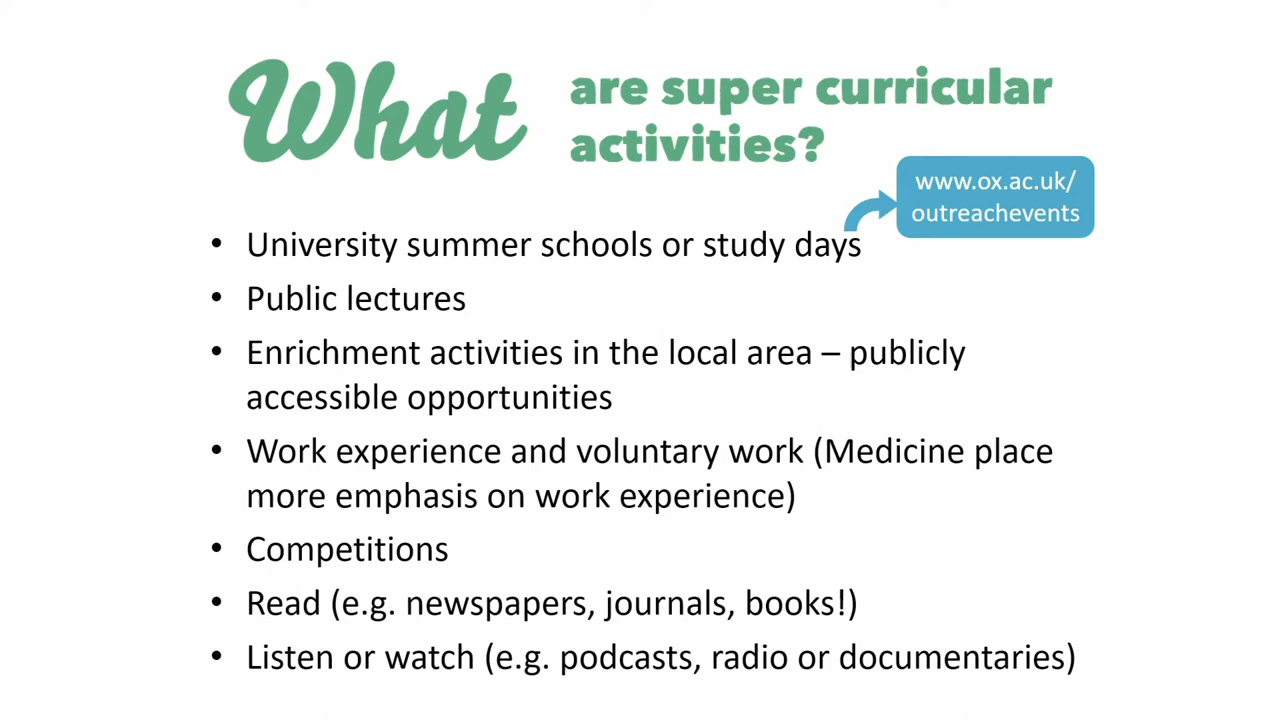 What are super curricular
activities?
www.ox.ac.uk/
outreachevents
• University summer schools or study days
• Public lectures
• Enrichment activities in the local area – publicly
accessible opportunities
• Work experience and voluntary work (Medicine place
more emphasis on work experience)
• Competitions
• Read (e.g. newspapers, journals, books!)
• Listen or watch (e.g. podcasts, radio or documentaries)